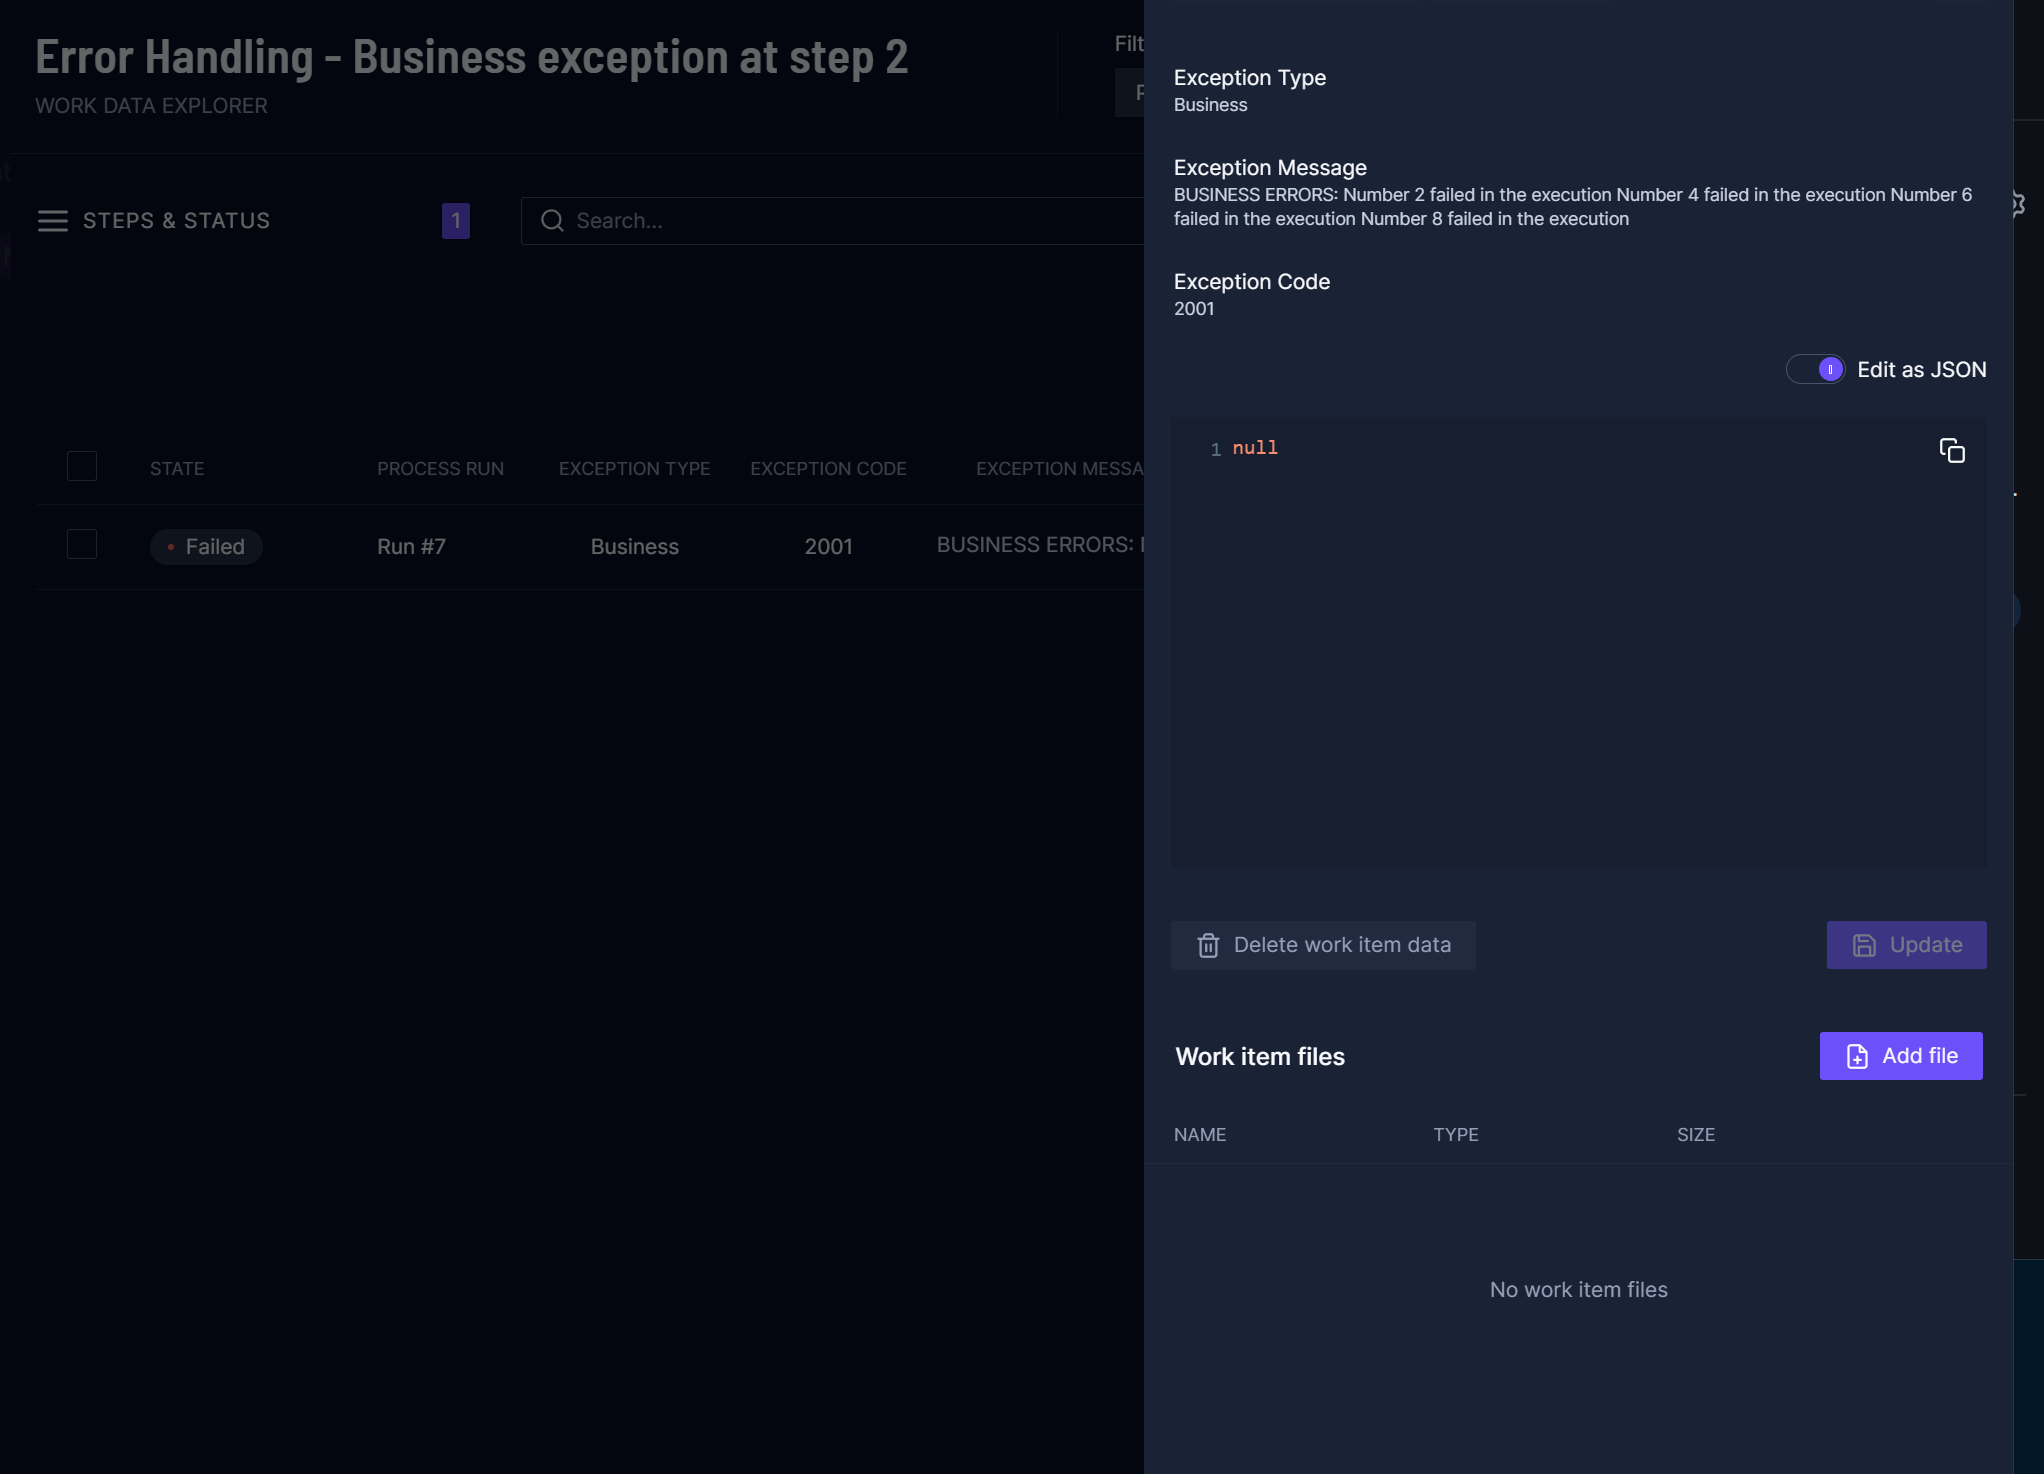 Error Handling - Business exception at step 2
WORK DATA EXPLORER
Filt
STEPS & STATUS
1
Search...
STATE
PROCESS RUN
EXCEPTION TYPE
EXCEPTION CODE
EXCEPTION MESSA
Failed
Run #7
Business
2001
BUSINESS ERRORS:
Exception Type
Business
Exception Message
BUSINESS ERRORS: Number 2 failed in the execution Number 4 failed in the execution Number 6
failed in the execution Number 8 failed in the execution
Exception Code
2001
Edit as JSON
1 null
Delete work item data
Update
Work item files
Add file
NAME
TYPE
SIZE
No work item files